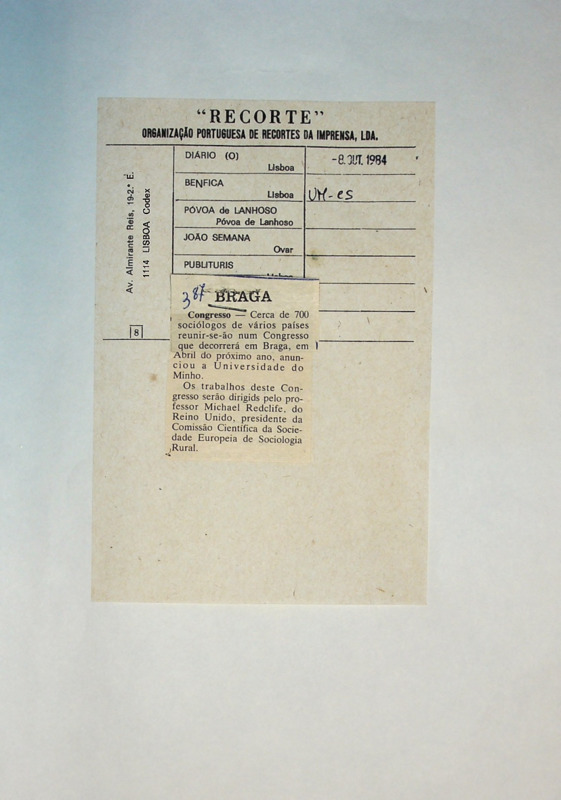 “RECORTE”
ORGANIZAÇÃO PORTUGUESA DE RECORTES DA IMPRENSA, LDA.
Av. Almirante Reis, 19-2.º E.
1114 LISBOA Codex
8
DIÁRIO (O)
Lisboa
-8. OUT. 1984
BENFICA
Lisboa
UM-es
PÓVOA de LANHOSO
Póvoa de Lanhoso
JOÃO SEMANA
Ovar
PUBLITURIS
387 BRAGA
Congresso — Cerca de 700
sociólogos de vários países
reunir-se-ão num Congresso
que decorrerá em Braga, em
Abril do próximo ano, anun-
ciou a Universidade do
Minho.
Os trabalhos deste Con-
gresso serão dirigids pelo pro-
fessor Michael Redclife, do
Reino Unido, presidente da
Comissão Científica da Socie-
dade Europeia de Sociologia
Rural.